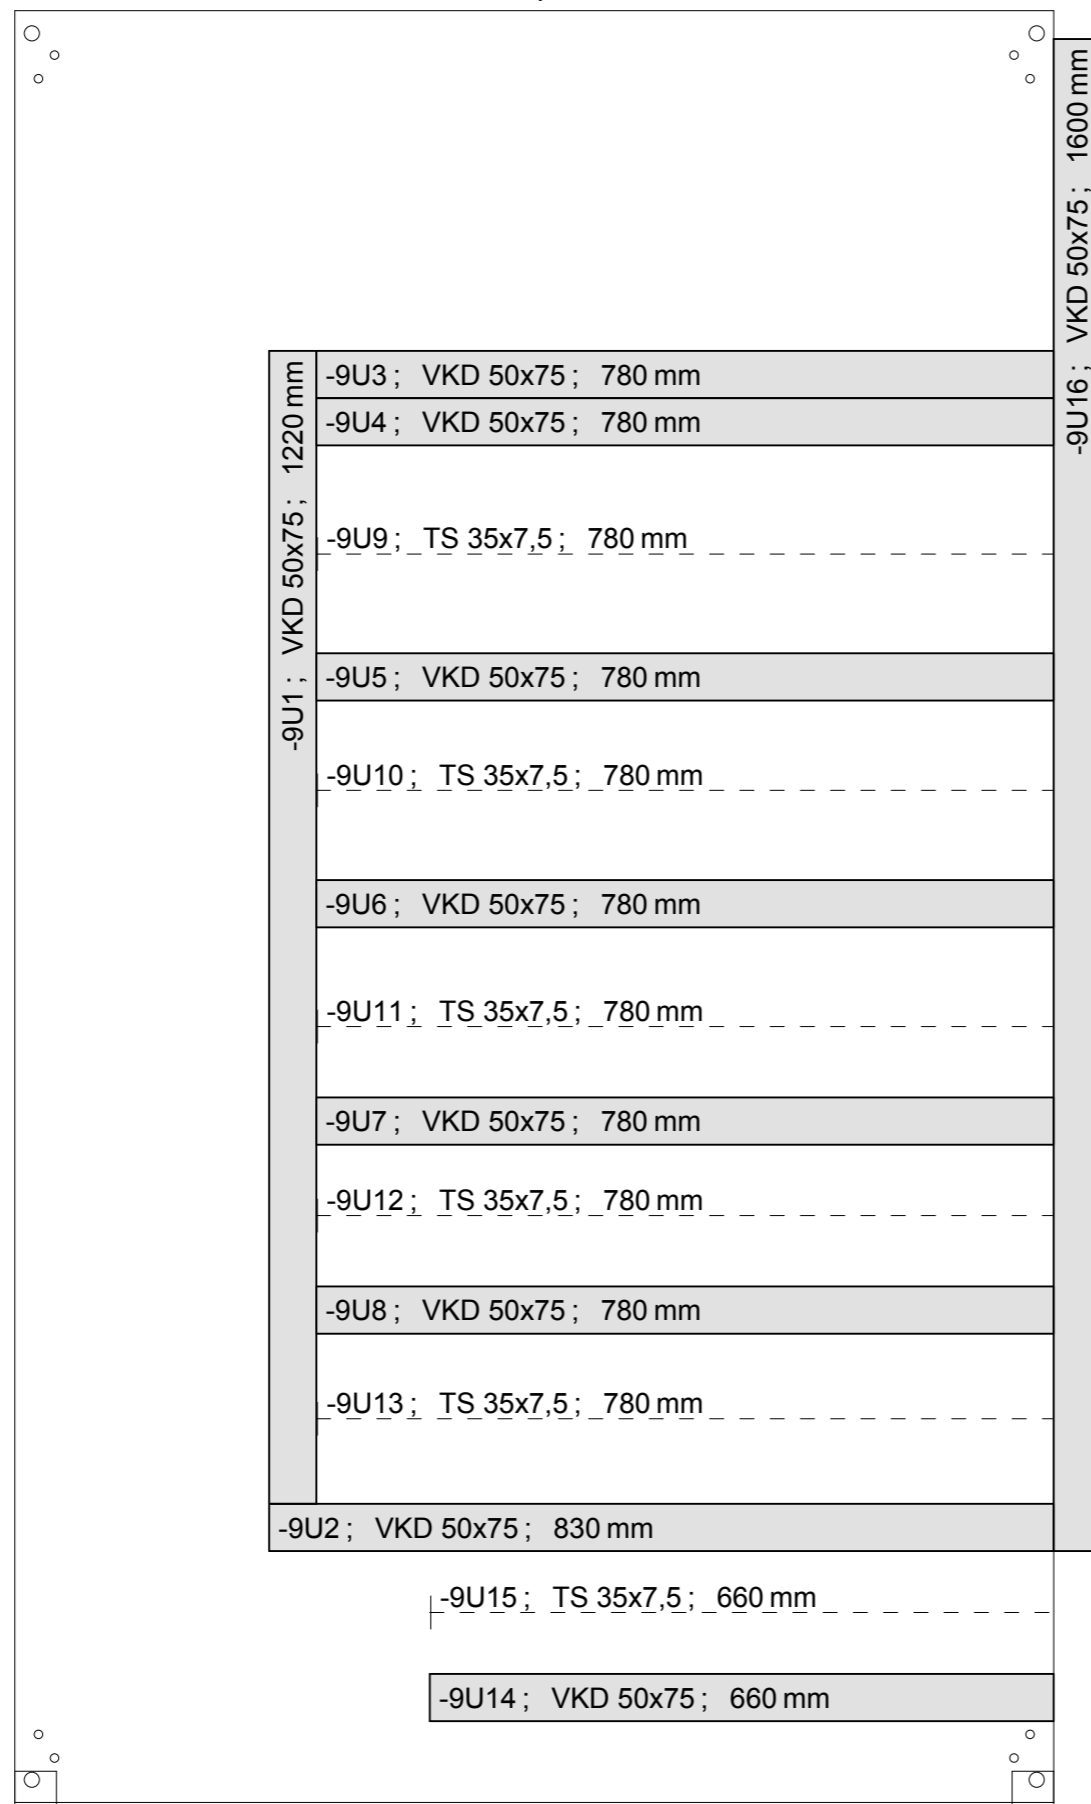 -9U16 ; VKD 50x75 ; 1600 mm
-9U1 ; VKD 50x75 ; 1220 mm
-9U3 ; VKD 50x75 ; 780 mm
-9U4 ; VKD 50x75 ; 780 mm
-9U9 ; TS 35x7,5 ; 780 mm
-9U5 ; VKD 50x75 ; 780 mm
-9U10 ; TS 35x7,5 ; 780 mm
-9U6 ; VKD 50x75 ; 780 mm
-9U11 ; TS 35x7,5 ; 780 mm
-9U7 ; VKD 50x75 ; 780 mm
-9U12 ; TS 35x7,5 ; 780 mm
-9U8 ; VKD 50x75 ; 780 mm
-9U13 ; TS 35x7,5 ; 780 mm
-9U2 ; VKD 50x75 ; 830 mm
-9U15 ; TS 35x7,5 ; 660 mm
-9U14 ; VKD 50x75 ; 660 mm